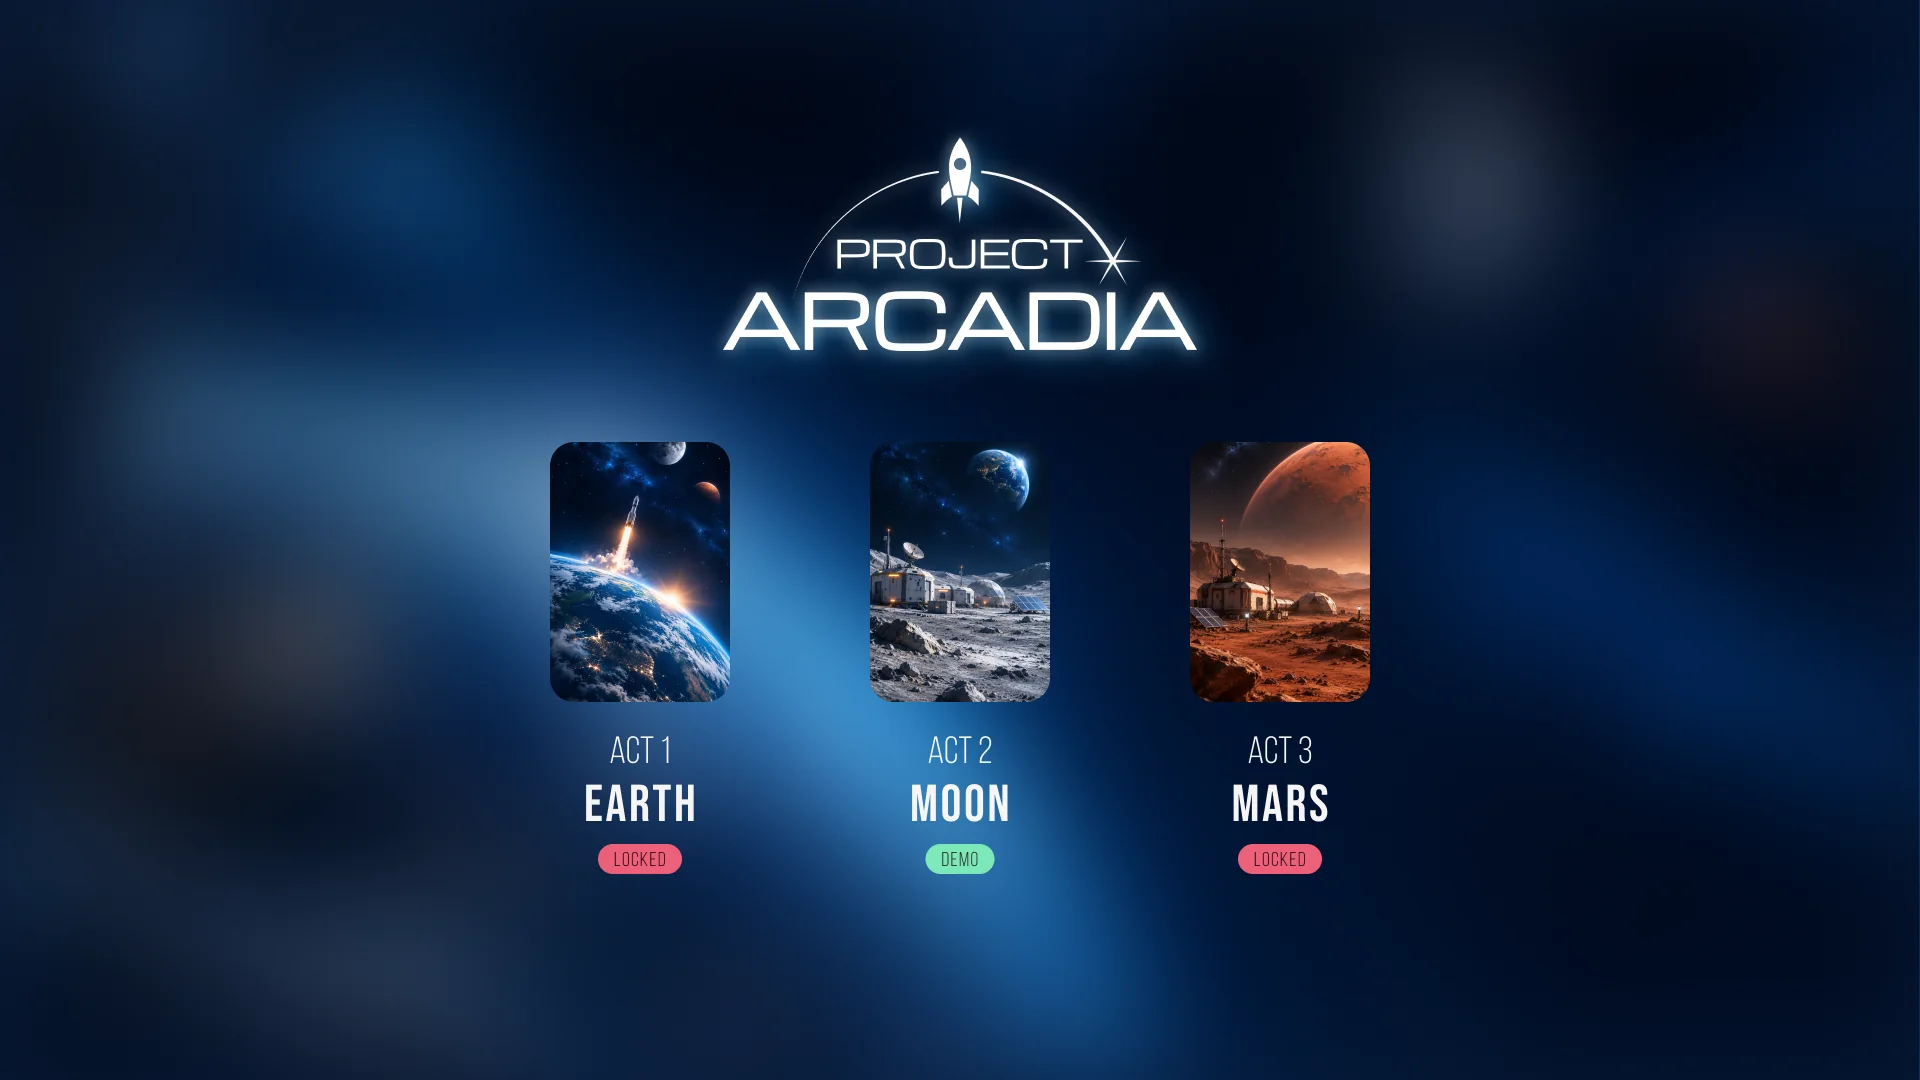 PROJECT
ARCADIA
ACT 1
EARTH
LOCKED
ACT 2
MOON
DEMO
ACT 3
MARS
LOCKED